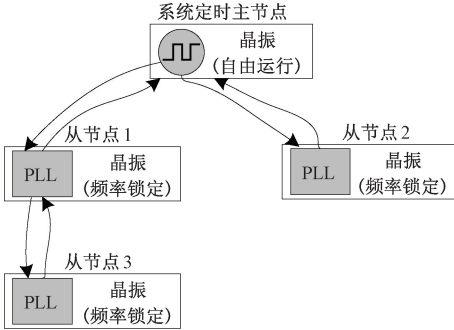 系统定时主节点
晶振
(自由运行)
从节点1
PLL
晶振
(频率锁定)
从节点2
PLL
晶振
(频率锁定)
从节点3
PLL
晶振
(频率锁定)